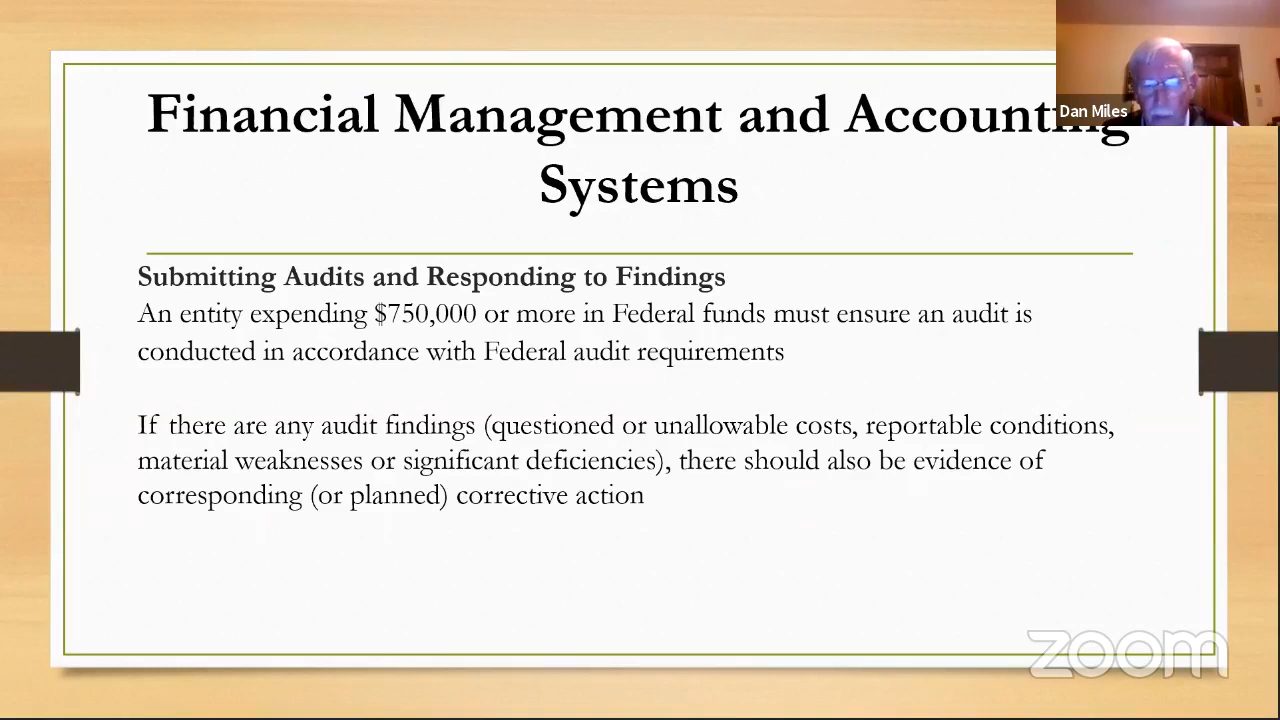 Financial Management and Accounting
Systems
Dan Miles
Submitting Audits and Responding to Findings
An entity expending $750,000 or more in Federal funds must ensure an audit is
conducted in accordance with Federal audit requirements
If there are any audit findings (questioned or unallowable costs, reportable conditions,
material weaknesses or significant deficiencies), there should also be evidence of
corresponding (or planned) corrective action
zoom